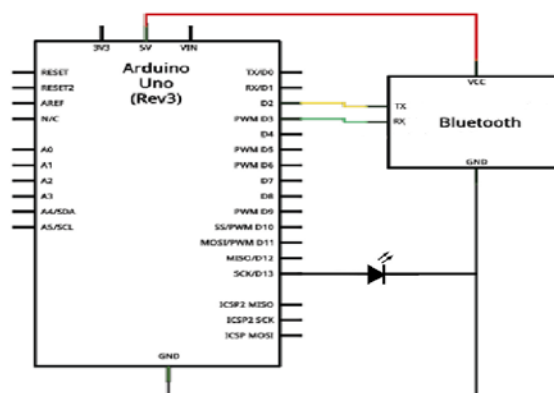 3V3 5V VIN
Arduino
Uno
(Rev3)
RESET
RESET2
AREF
N/C
A0
A1
A2
A3
A4/SDA
A5/SCL
TX/D0
RX/D1
D2
PWM D3
D4
PWM D5
PWM D6
D7
D8
PWM D9
SS/PWM D10
MOSI/PWM D11
MISO/D12
SCK/D13
ICSP2 MISO
ICSP2 SCK
ICSP MOSI
GND
VCC
TX
RX
Bluetooth
GND